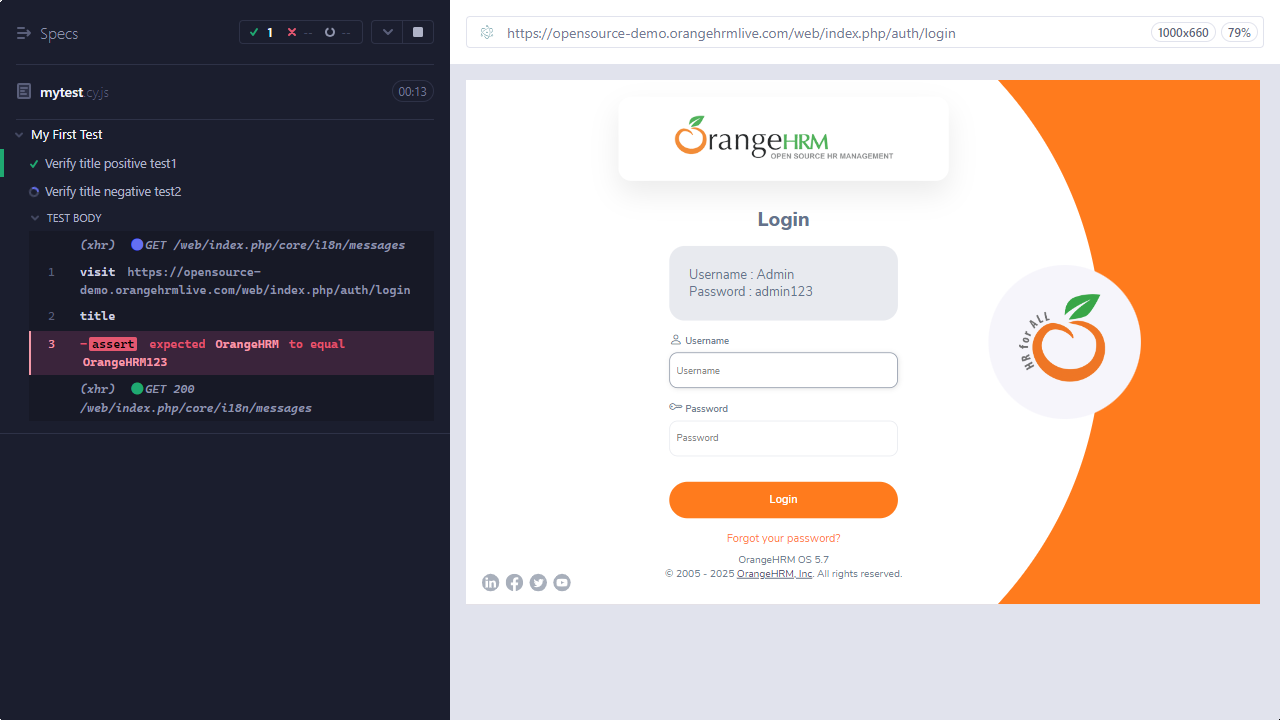 Specs
1 -- --
mytest.cy.js
00:13
My First Test
Verify title positive test1
Verify title negative test2
TEST BODY
(xhr) GET /web/index.php/core/i18n/messages
1 visit https://opensource-
demo.orangehrmlive.com/web/index.php/auth/login
2 title
3 -assert expected OrangeHRM to equal
OrangeHRM123
(xhr) GET 200
/web/index.php/core/i18n/messages
https://opensource-demo.orangehrmlive.com/web/index.php/auth/login
1000x660
79%
OrangeHRM
OPEN SOURCE HR MANAGEMENT
Login
Username : Admin
Password : admin123
Username
Username
Password
Password
Login
Forgot your password?
OrangeHRM OS 5.7
© 2005 - 2025 OrangeHRM, Inc. All rights reserved.
HR for ALL